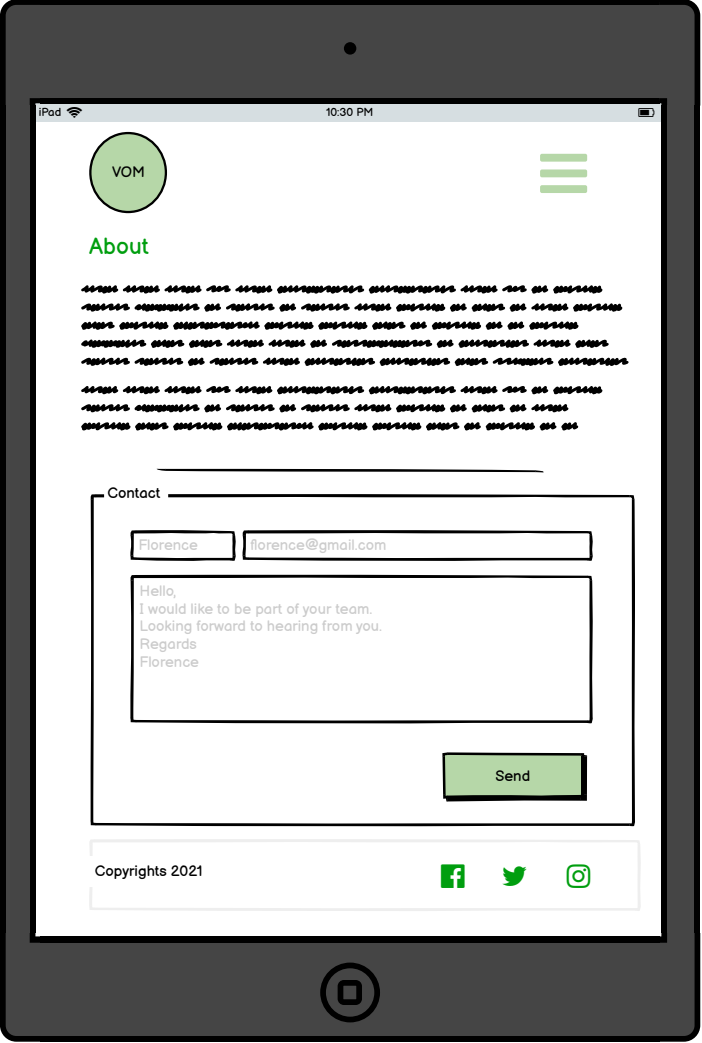 iPad 10:30 PM
VOM
About
Contact
Florence florence@gmail.com
Hello,
I would like to be part of your team.
Looking forward to hearing from you.
Regards
Florence
Send
Copyrights 2021